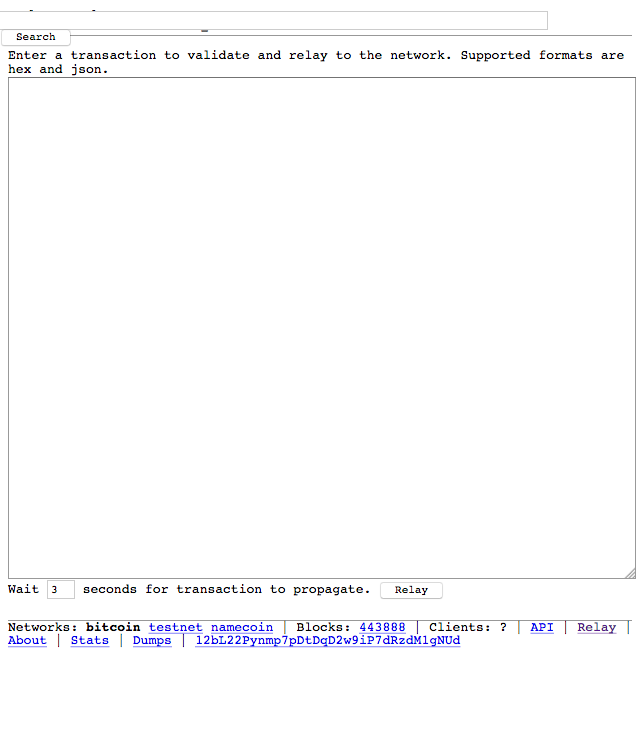 Search
Enter a transaction to validate and relay to the network. Supported formats are
hex and json.
Wait 3 seconds for transaction to propagate. Relay
Networks: bitcoin testnet namecoin | Blocks: 443888 | Clients: ? | API | Relay |
About | Stats | Dumps | 12bL22Pynmp7pDtDqD2w9iP7dRzdM1gNUd